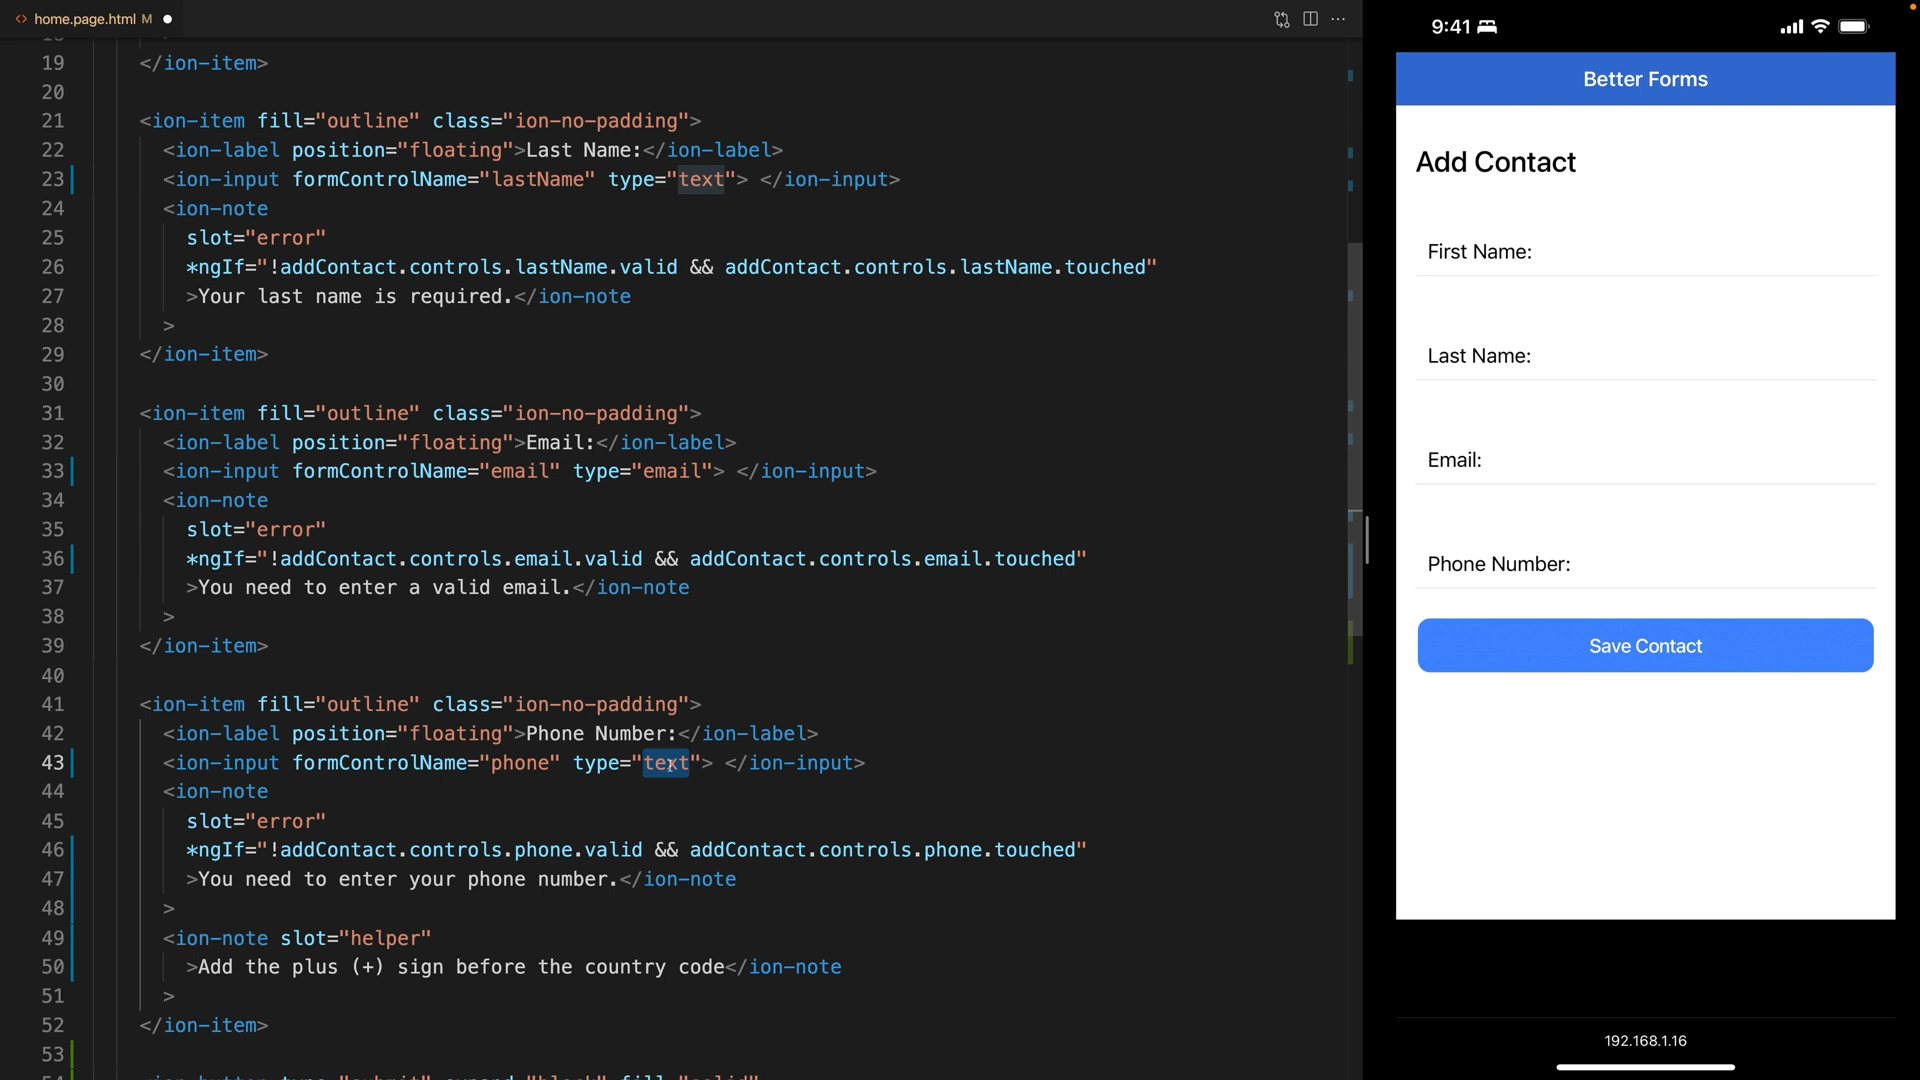 <> home.page.html M
19 </ion-item>
20
21 <ion-item fill="outline" class="ion-no-padding">
22 <ion-label position="floating">Last Name:</ion-label>
23 <ion-input formControlName="lastName" type="text"> </ion-input>
24 <ion-note
25 slot="error"
26 *ngIf="!addContact.controls.lastName.valid && addContact.controls.lastName.touched"
27 >Your last name is required.</ion-note
28 >
29 </ion-item>
30
31 <ion-item fill="outline" class="ion-no-padding">
32 <ion-label position="floating">Email:</ion-label>
33 <ion-input formControlName="email" type="email"> </ion-input>
34 <ion-note
35 slot="error"
36 *ngIf="!addContact.controls.email.valid && addContact.controls.email.touched"
37 >You need to enter a valid email.</ion-note
38 >
39 </ion-item>
40
41 <ion-item fill="outline" class="ion-no-padding">
42 <ion-label position="floating">Phone Number:</ion-label>
43 <ion-input formControlName="phone" type="text"> </ion-input>
44 <ion-note
45 slot="error"
46 *ngIf="!addContact.controls.phone.valid && addContact.controls.phone.touched"
47 >You need to enter your phone number.</ion-note
48 >
49 <ion-note slot="helper"
50 >Add the plus (+) sign before the country code</ion-note
51 >
52 </ion-item>
53
9:41
Better Forms
Add Contact
First Name:
Last Name:
Email:
Phone Number:
Save Contact
192.168.1.16